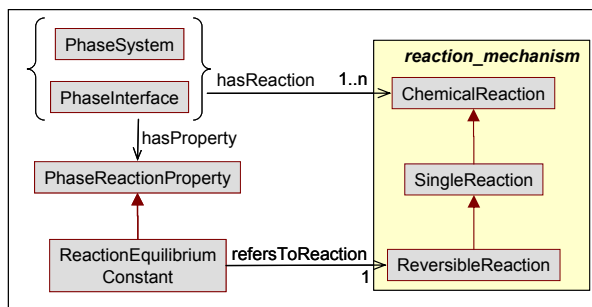 PhaseSystem
reaction_mechanism
hasReaction
1..n
PhaseInterface
ChemicalReaction
hasProperty
PhaseReactionProperty
SingleReaction
ReactionEquilibrium
Constant
refersToReaction
1
ReversibleReaction